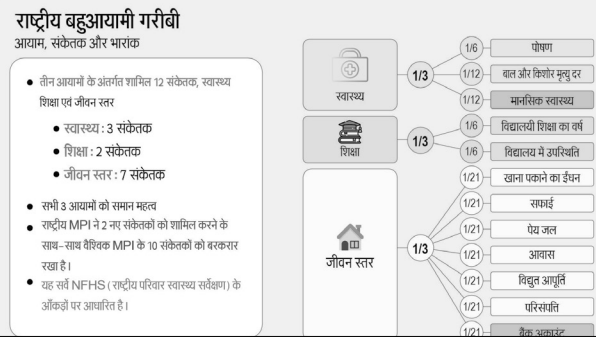 राष्ट्रीय बहुआयामी गरीबी
आयाम, संकेतक और भारांक
तीन आयामों के अंतर्गत शामिल 12 संकेतक, स्वास्थ्य
शिक्षा एवं जीवन स्तर
स्वास्थ्य : 3 संकेतक
शिक्षा : 2 संकेतक
जीवन स्तर : 7 संकेतक
सभी 3 आयामों को समान महत्व
राष्ट्रीय MPI ने 2 नए संकेतकों को शामिल करने के
साथ-साथ वैश्विक MPI के 10 संकेतकों को बरकरार
रखा है।
यह सर्वे NFHS (राष्ट्रीय परिवार स्वास्थ्य सर्वेक्षण) के
आँकड़ों पर आधारित है।
स्वास्थ्य
1/3
1/6 पोषण
1/12 बाल और किशोर मृत्यु दर
1/12 मानसिक स्वास्थ्य
शिक्षा
1/3
1/6 विद्यालयी शिक्षा का वर्ष
1/6 विद्यालय में उपस्थिति
जीवन स्तर
1/3
1/21 खाना पकाने का ईंधन
1/21 सफाई
1/21 पेय जल
1/21 आवास
1/21 विद्युत आपूर्ति
1/21 परिसंपत्ति
1/21 बैंक अकाउंट